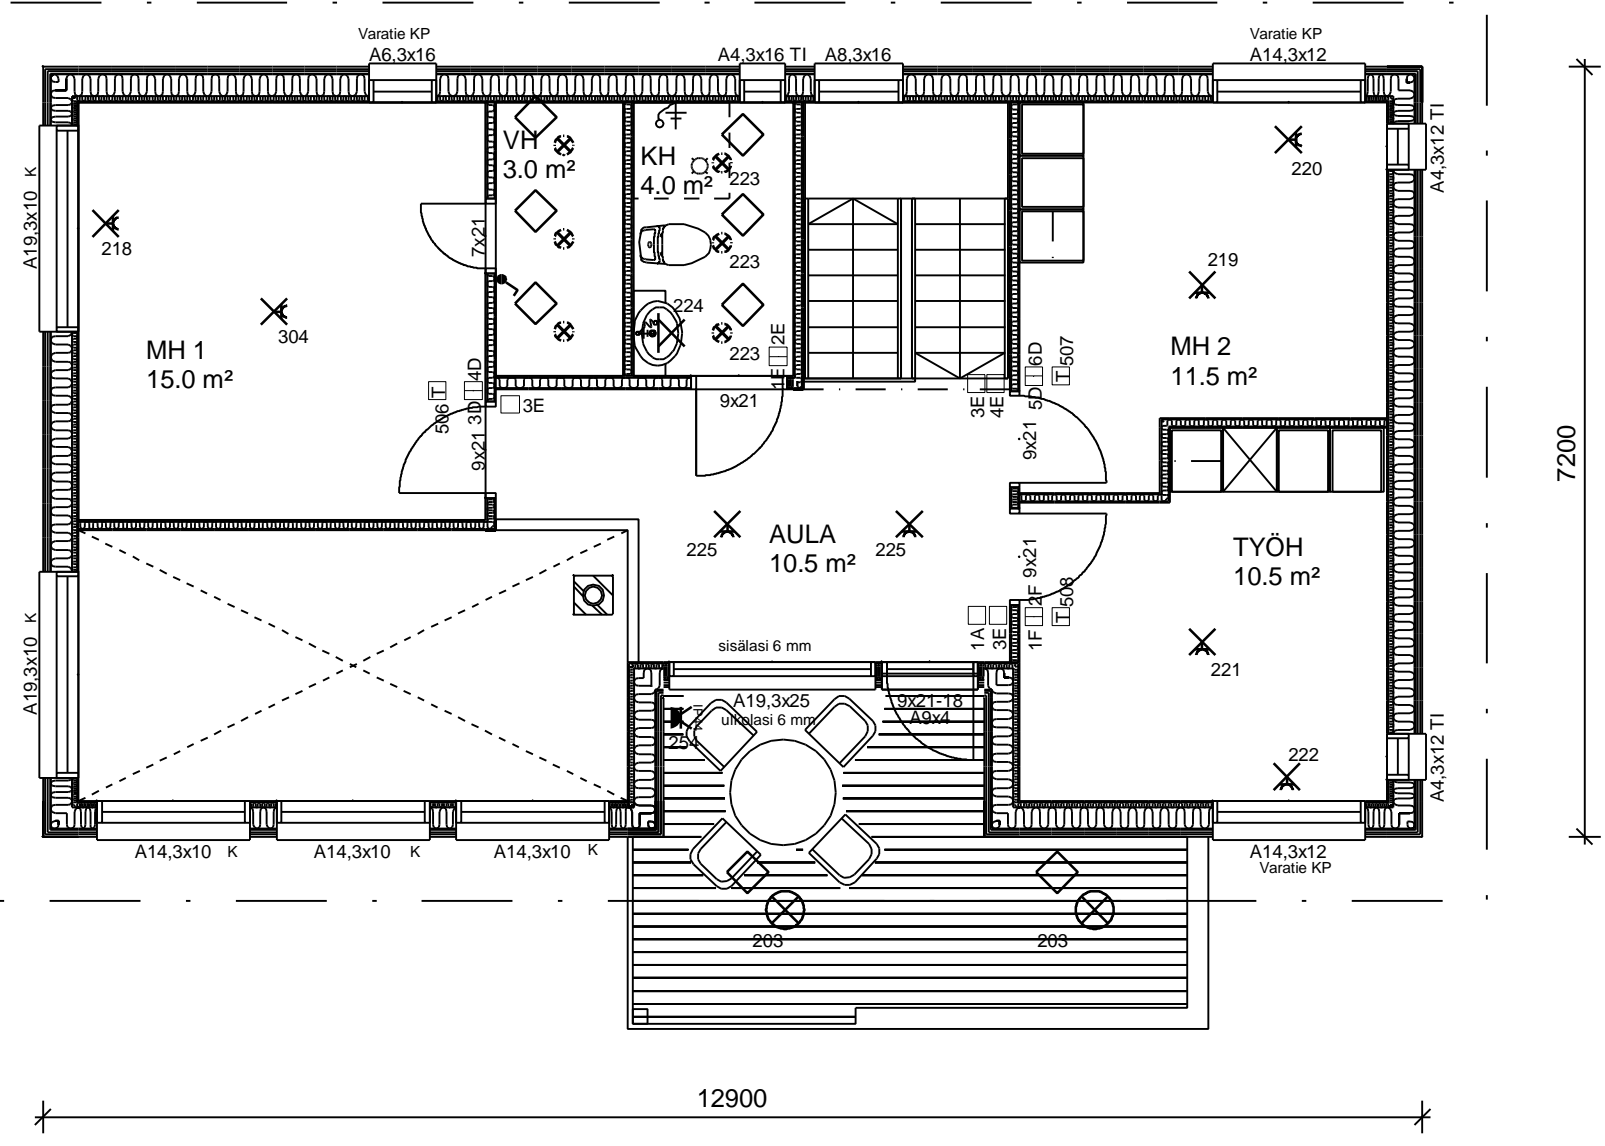 Varatie KP
A6,3x16
A4,3x16 TI
A8,3x16
Varatie KP
A14,3x12
A19,3x10 K
A4,3x12 TI
VH
3.0 m²
KH
4.0 m²
223
220
218
7x21
223
219
304
224
MH 1
15.0 m²
223
1E
2E
MH 2
11.5 m²
506
T
3D
4D
3E
9x21
3E
4E
5D
6D
T
507
9x21
9x21
7200
225
AULA
10.5 m²
225
9x21
TYÖH
10.5 m²
A19,3x10 K
1A
3E
1F
2F
T
508
sisälasi 6 mm
221
A19,3x25
ulkolasi 6 mm
254
9x21-18
A9x4
222
A4,3x12 TI
A14,3x10 K
A14,3x10 K
A14,3x10 K
A14,3x12
Varatie KP
203
203
12900